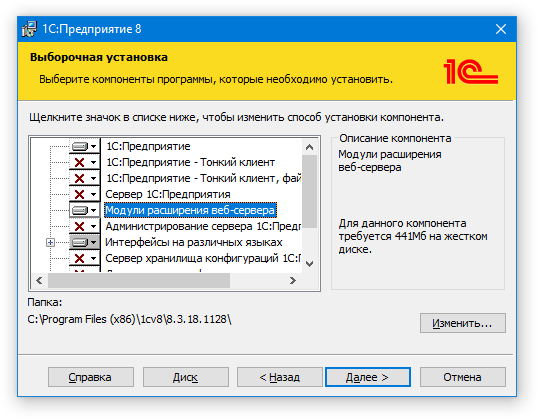 1С:Предприятие 8
Выборочная установка
Выберите компоненты программы, которые необходимо установить.
1С
Щелкните значок в списке ниже, чтобы изменить способ установки компонента.
1С:Предприятие
1С:Предприятие - Тонкий клиент
1С:Предприятие - Тонкий клиент, фай
Сервер 1С:Предприятия
Модули расширения веб-сервера
Администрирование сервера 1С:Пред
Интерфейсы на различных языках
Сервер хранилища конфигураций 1С:П
Описание компонента
Модули расширения
веб-сервера
Для данного компонента
требуется 441Мб на жестком
диске.
Папка:
C:\Program Files (x86)\1cv8\8.3.18.1128\
Изменить...
Справка
Диск
< Назад
Далее >
Отмена